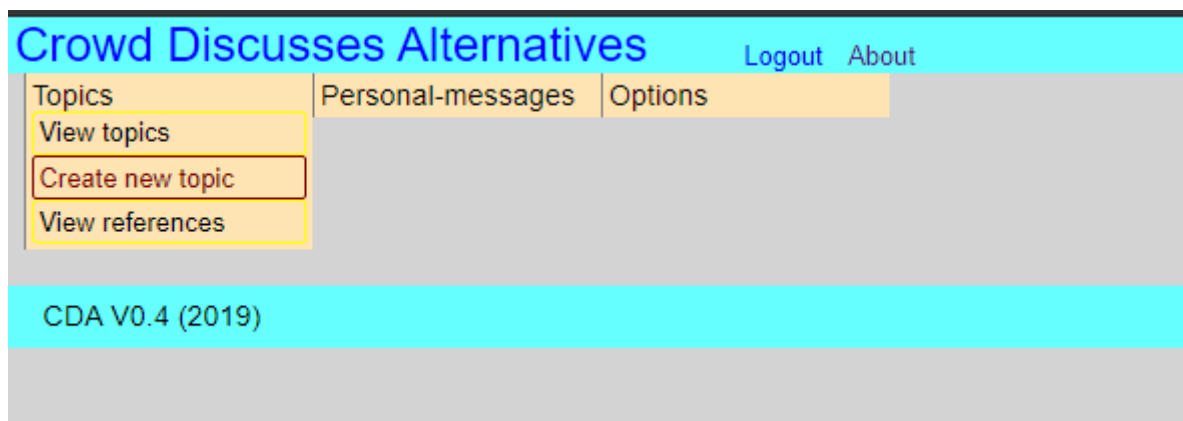 Crowd Discusses Alternatives Logout About
Topics Personal-messages Options
View topics
Create new topic
View references
CDA V0.4 (2019)